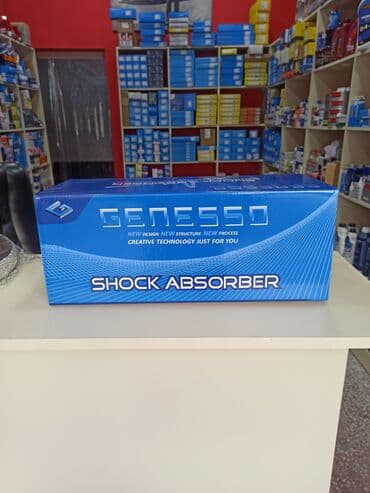 GENESSO
NEW DESIGN NEW STRUCTURE NEW PROCESS
CREATIVE TECHNOLOGY JUST FOR YOU
SHOCK ABSORBER